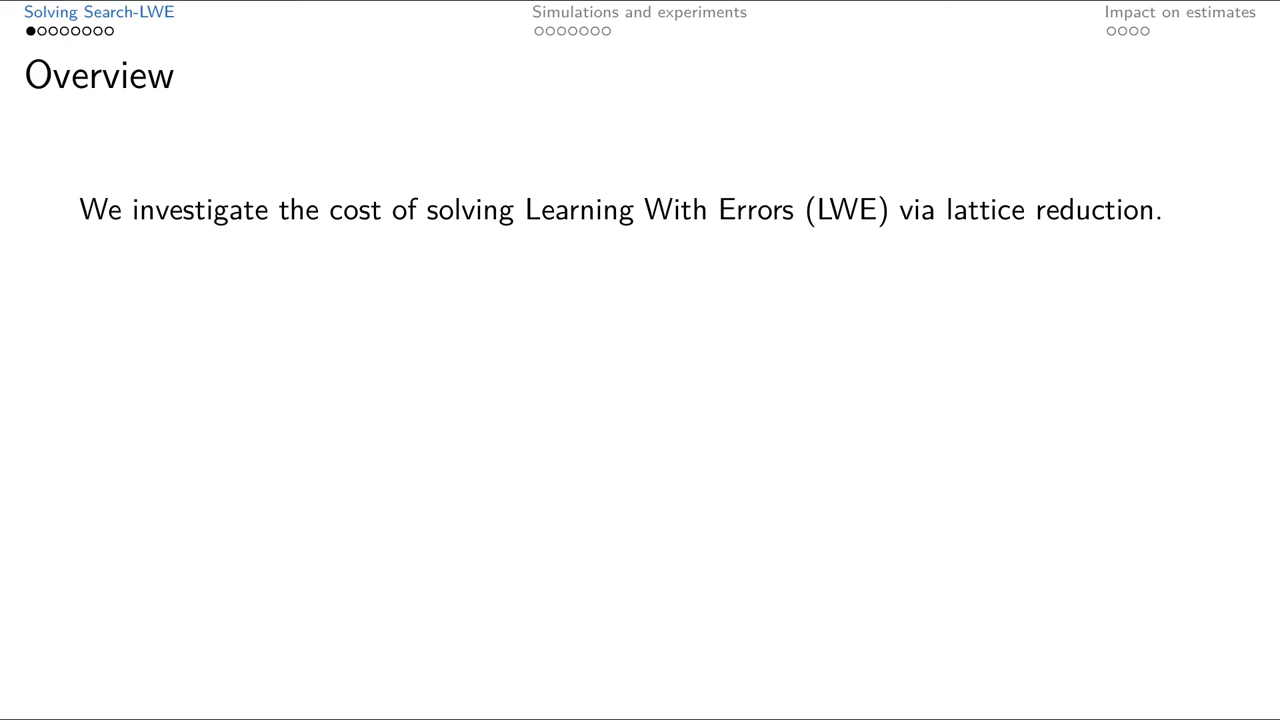 Solving Search-LWE
Simulations and experiments
Impact on estimates
Overview
We investigate the cost of solving Learning With Errors (LWE) via lattice reduction.